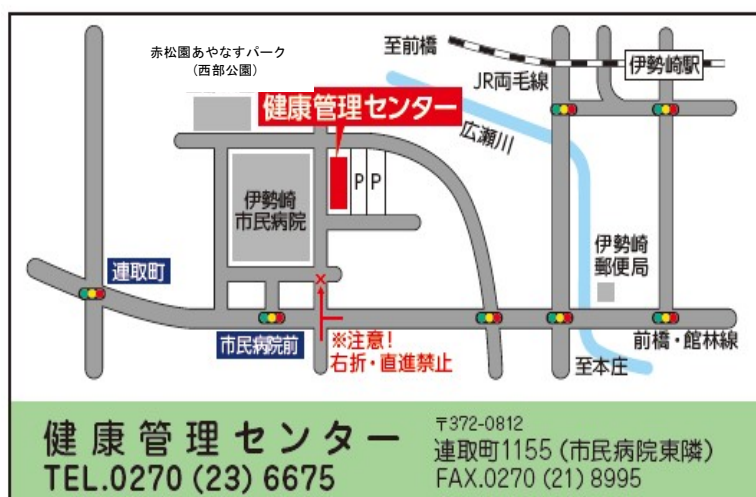 赤松園あやなすパーク
（西部公園）
至前橋
JR両毛線
伊勢崎駅
健康管理センター
広瀬川
P P
伊勢崎
市民病院
伊勢崎
郵便局
連取町
×
市民病院前
※注意!
右折・直進禁止
前橋・館林線
至本庄
健康管理センター
TEL.0270 (23) 6675
〒372-0812
連取町1155 (市民病院東隣)
FAX.0270 (21) 8995